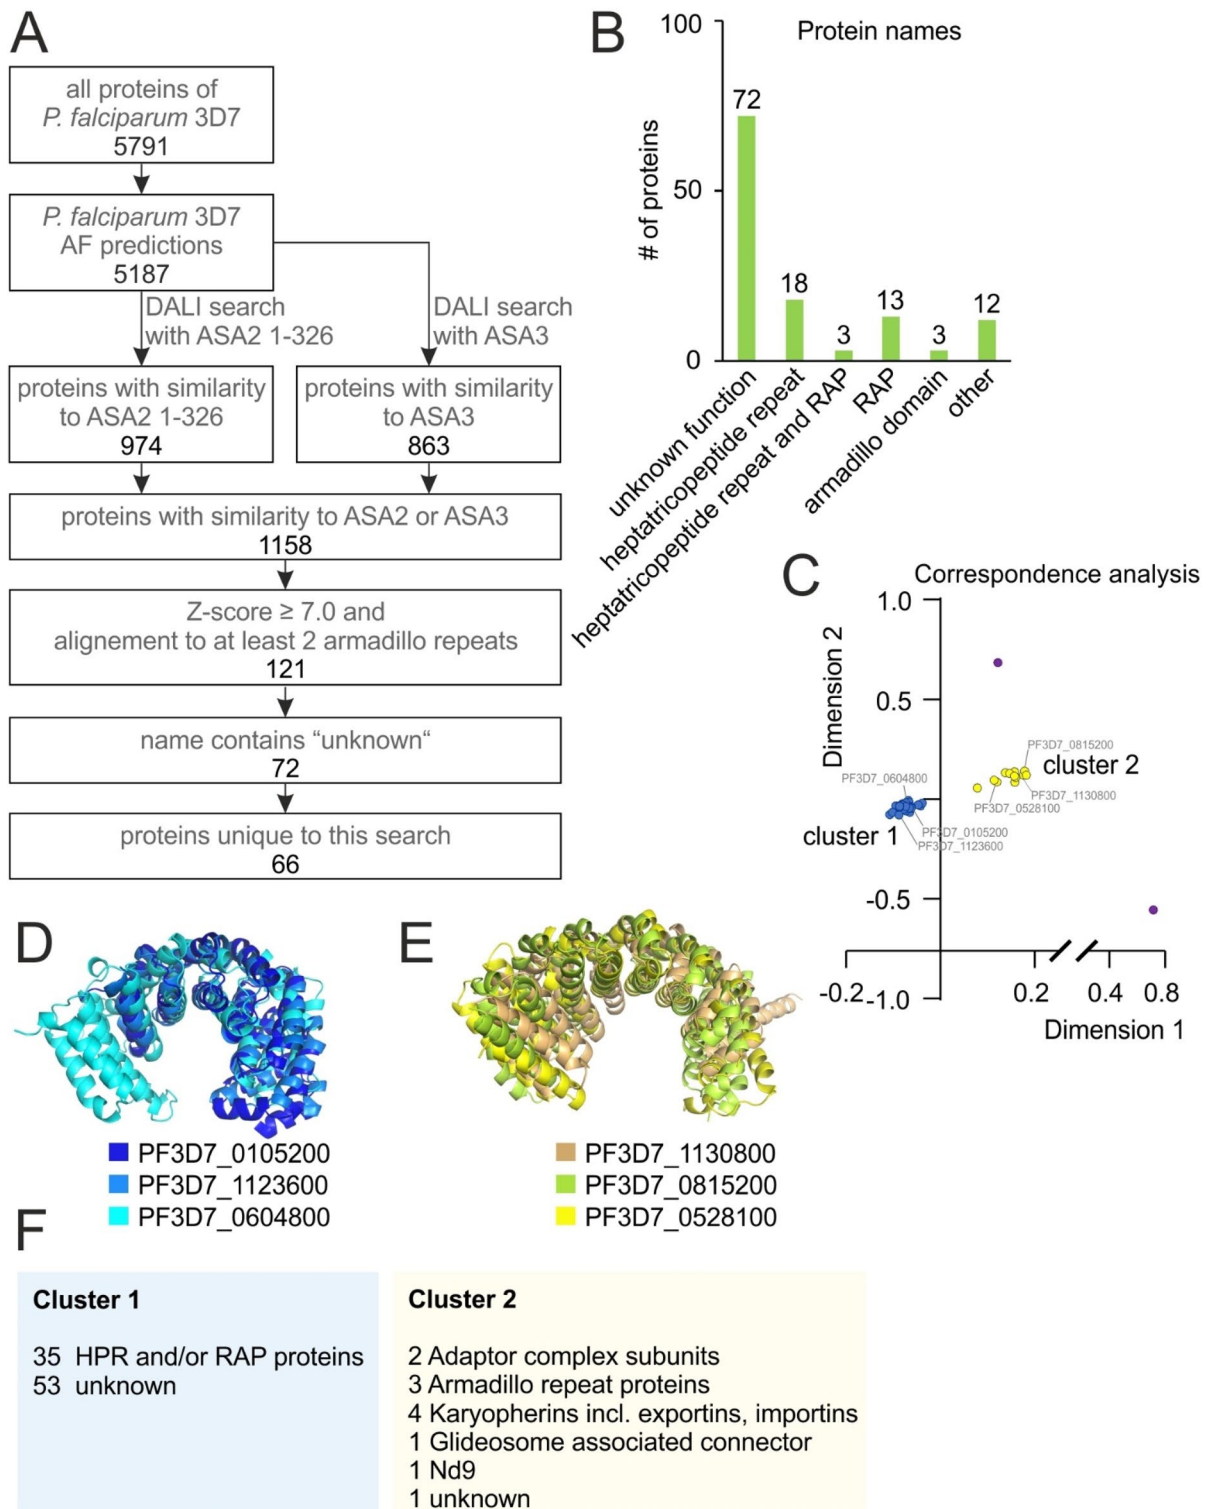 A
all proteins of
P. falciparum 3D7
5791
P. falciparum 3D7
AF predictions
5187
DALI search
with ASA2 1-326
DALI search
with ASA3
proteins with similarity
to ASA2 1-326
974
proteins with similarity
to ASA3
863
proteins with similarity to ASA2 or ASA3
1158
Z-score ≥ 7.0 and
alignement to at least 2 armadillo repeats
121
name contains “unknown“
72
proteins unique to this search
66
B
Protein names
# of proteins
100
50
0
72
18
3
13
3
12
unknown function
heptatricopeptide repeat
heptatricopeptide repeat and RAP
RAP
armadillo domain
other
C
Correspondence analysis
Dimension 2
1.0
0.5
-0.5
-1.0
PF3D7_0815200
cluster 2
PF3D7_1130800
PF3D7_0528100
PF3D7_0604800
cluster 1
PF3D7_0105200
PF3D7_1123600
-0.2
0.2
0.4
0.8
Dimension 1
D
PF3D7_0105200
PF3D7_1123600
PF3D7_0604800
E
PF3D7_1130800
PF3D7_0815200
PF3D7_0528100
F
Cluster 1
35 HPR and/or RAP proteins
53 unknown
Cluster 2
2 Adaptor complex subunits
3 Armadillo repeat proteins
4 Karyopherins incl. exportins, importins
1 Glideosome associated connector
1 Nd9
1 unknown